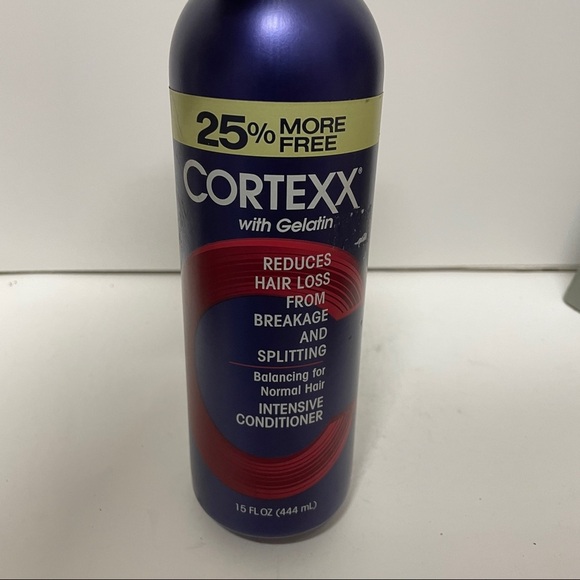 25% MORE FREE
CORTEXX®
with Gelatin
REDUCES
HAIR LOSS
FROM
BREAKAGE
AND
SPLITTING
Balancing for
Normal Hair
INTENSIVE
CONDITIONER
15 FL OZ (444 mL)